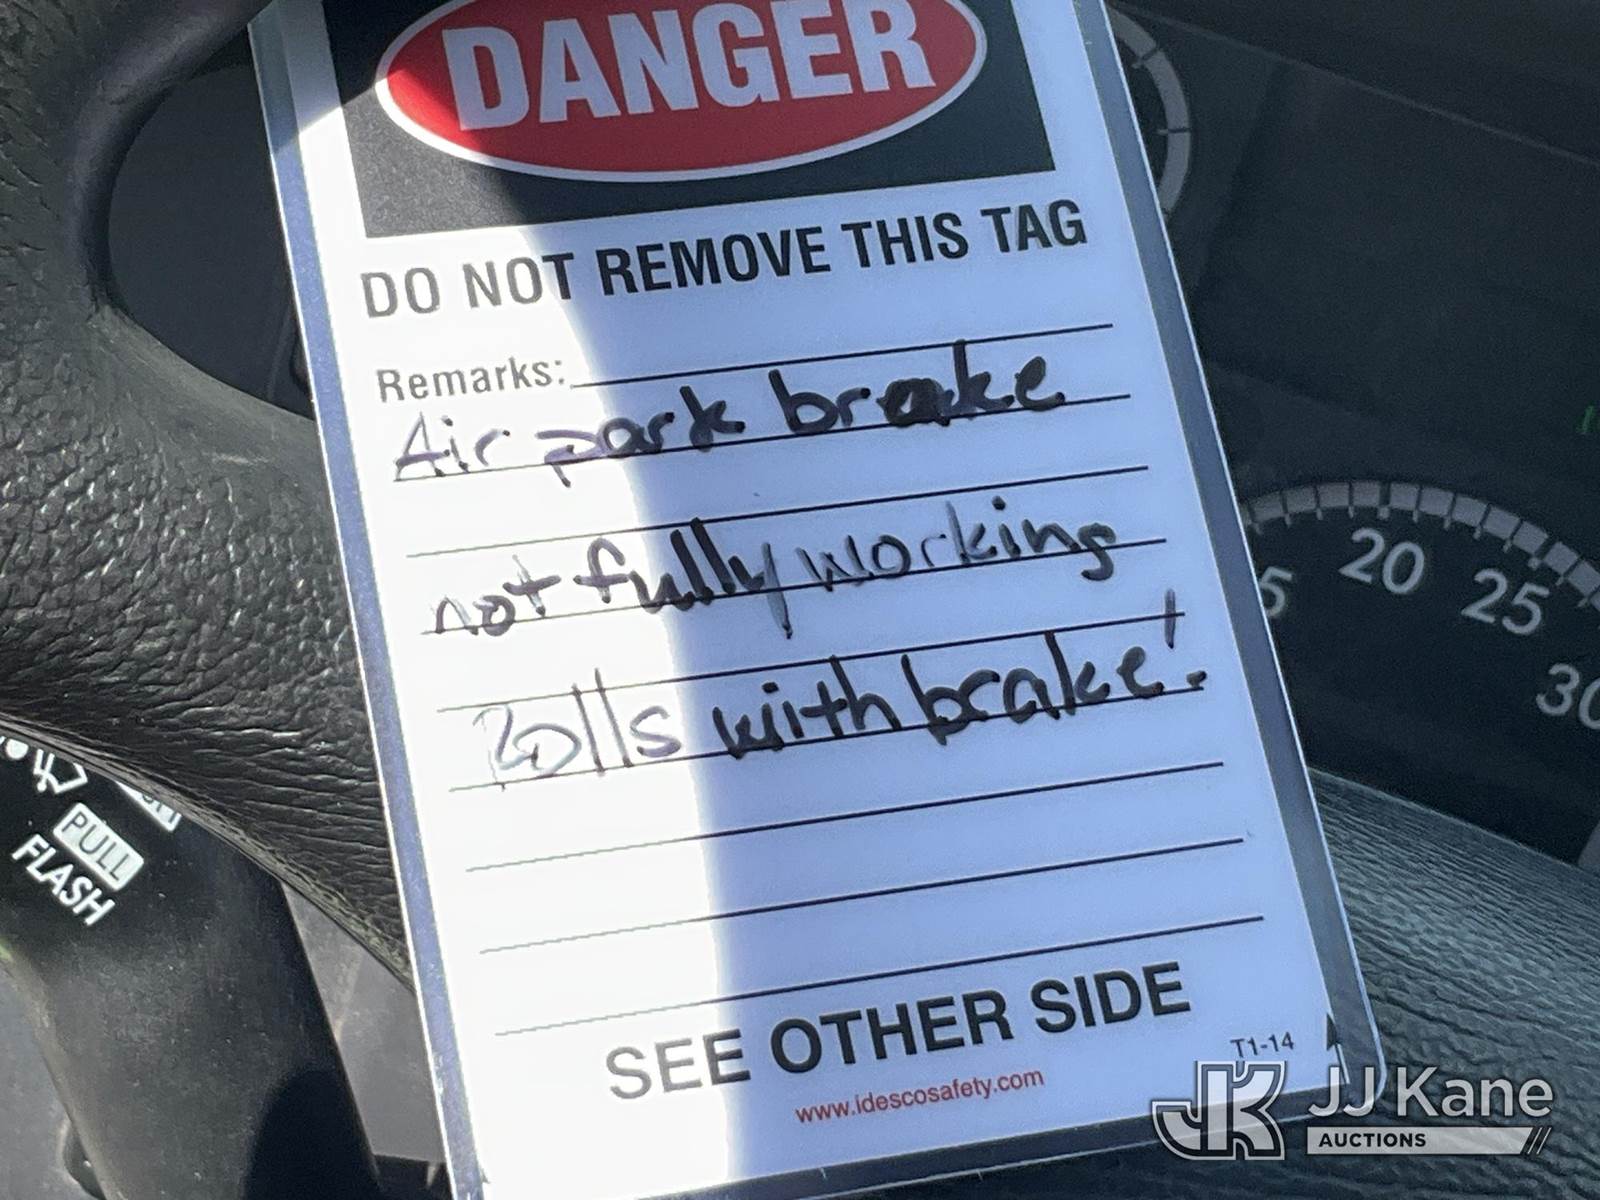 DANGER
DO NOT REMOVE THIS TAG
Remarks:
Air park brake
not fully working
Rolls with brake!
SEE OTHER SIDE
T1-14
www.idescosafety.com
PULL
FLASH
20
25
30
JJ Kane
AUCTIONS